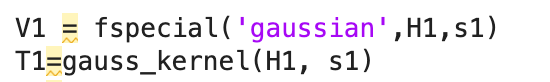 V1 = fspecial('gaussian',H1,s1)
T1=gauss_kernel(H1, s1)